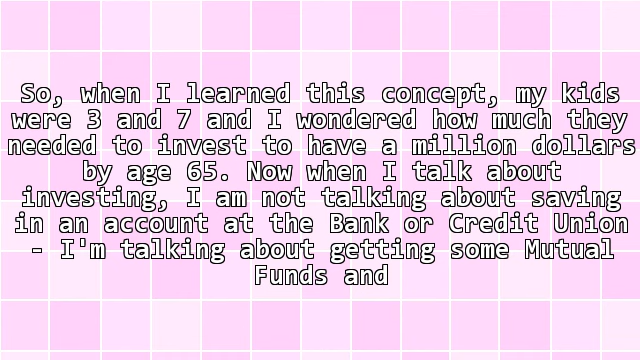 So, when I learned this concept, my kids
were 3 and 7 and I wondered how much they
needed to invest to have a million dollars
by age 65. Now when I talk about
investing, I am not talking about saving
in an account at the Bank or Credit Union
- I'm talking about getting some Mutual
Funds and